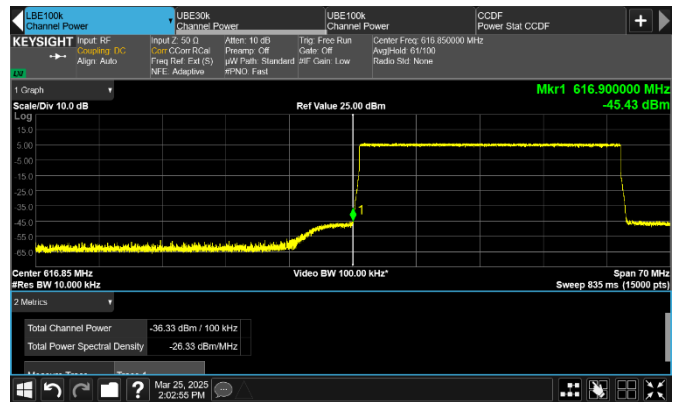 LBE100k
Channel Power
UBE30k
Channel Power
UBE100k
Channel Power
CCDF
Power Stat CCDF
+
KEYSIGHT
Input: RF
Coupling: DC
Align: Auto
Input Z: 50 Ω
Corr CCorr RCal
Freq Ref: Ext (S)
NFE: Adaptive
Atten: 10 dB
Preamp: Off
µW Path: Standard
#PNO: Fast
Trig: Free Run
Gate: Off
#IF Gain: Low
Center Freq: 616.850000 MHz
Avg|Hold: 61/100
Radio Std: None
LXI
1 Graph
Mkr1 616.900000 MHz
Scale/Div 10.0 dB
Ref Value 25.00 dBm
-45.43 dBm
Log
15.0
5.00
-5.00
-15.0
-25.0
-35.0
-45.0
-55.0
-65.0
1
Center 616.85 MHz
Video BW 100.00 kHz*
Span 70 MHz
#Res BW 10.000 kHz
Sweep 835 ms (15000 pts)
2 Metrics
Total Channel Power -36.33 dBm / 100 kHz
Total Power Spectral Density -26.33 dBm/MHz
Measure Trace Trace 1
?
Mar 25, 2025
2:02:55 PM